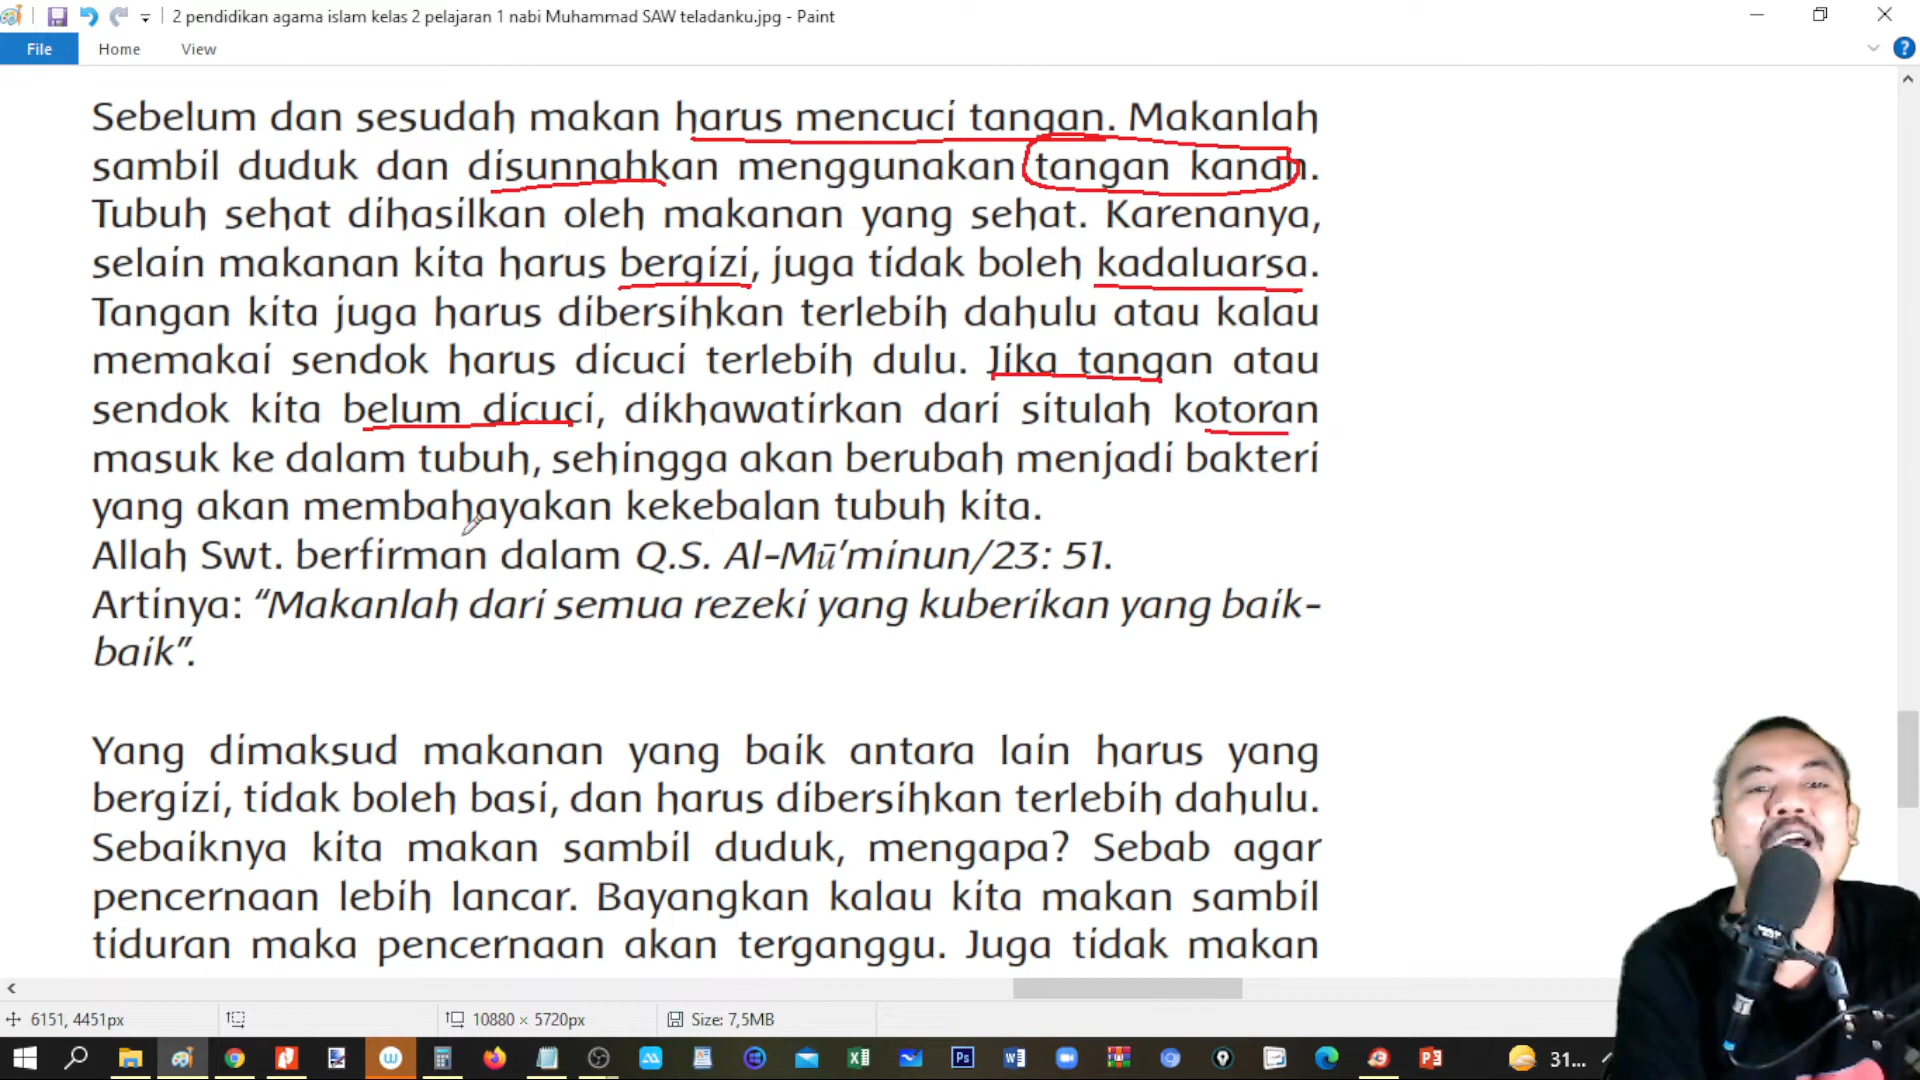 2 pendidikan agama islam kelas 2 pelajaran 1 nabi Muhammad SAW teladanku.jpg - Paint
File Home View
Sebelum dan sesudah makan harus mencuci tangan. Makanlah
sambil duduk dan disunnahkan menggunakan tangan kanan.
Tubuh sehat dihasilkan oleh makanan yang sehat. Karenanya,
selain makanan kita harus bergizi, juga tidak boleh kadaluarsa.
Tangan kita juga harus dibersihkan terlebih dahulu atau kalau
memakai sendok harus dicuci terlebih dulu. Jika tangan atau
sendok kita belum dicuci, dikhawatirkan dari situlah kotoran
masuk ke dalam tubuh, sehingga akan berubah menjadi bakteri
yang akan membahayakan kekebalan tubuh kita.
Allah Swt. berfirman dalam Q.S. Al-Mū’minun/23: 51.
Artinya: “Makanlah dari semua rezeki yang kuberikan yang baik-
baik”.
Yang dimaksud makanan yang baik antara lain harus yang
bergizi, tidak boleh basi, dan harus dibersihkan terlebih dahulu.
Sebaiknya kita makan sambil duduk, mengapa? Sebab agar
pencernaan lebih lancar. Bayangkan kalau kita makan sambil
tiduran maka pencernaan akan terganggu. Juga tidak makan
6151, 4451px 10880 × 5720px Size: 7,5MB
31...